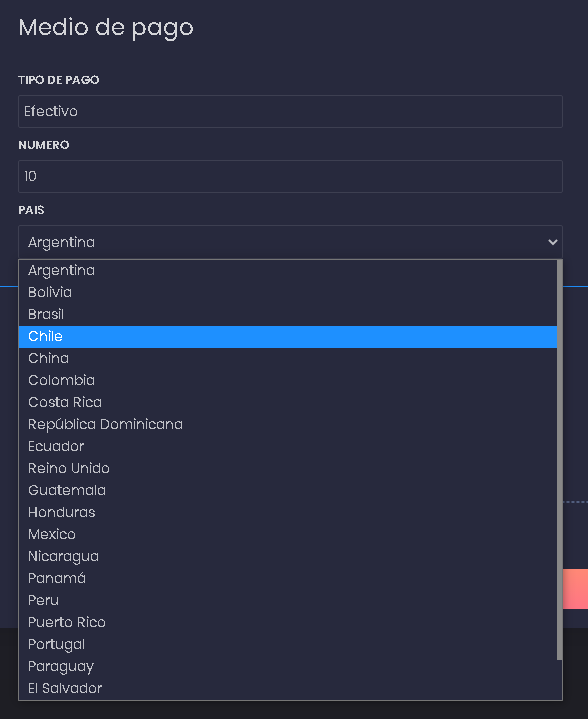 Medio de pago
TIPO DE PAGO
Efectivo
NUMERO
10
PAIS
Argentina
Argentina
Bolivia
Brasil
Chile
China
Colombia
Costa Rica
República Dominicana
Ecuador
Reino Unido
Guatemala
Honduras
Mexico
Nicaragua
Panamá
Peru
Puerto Rico
Portugal
Paraguay
El Salvador